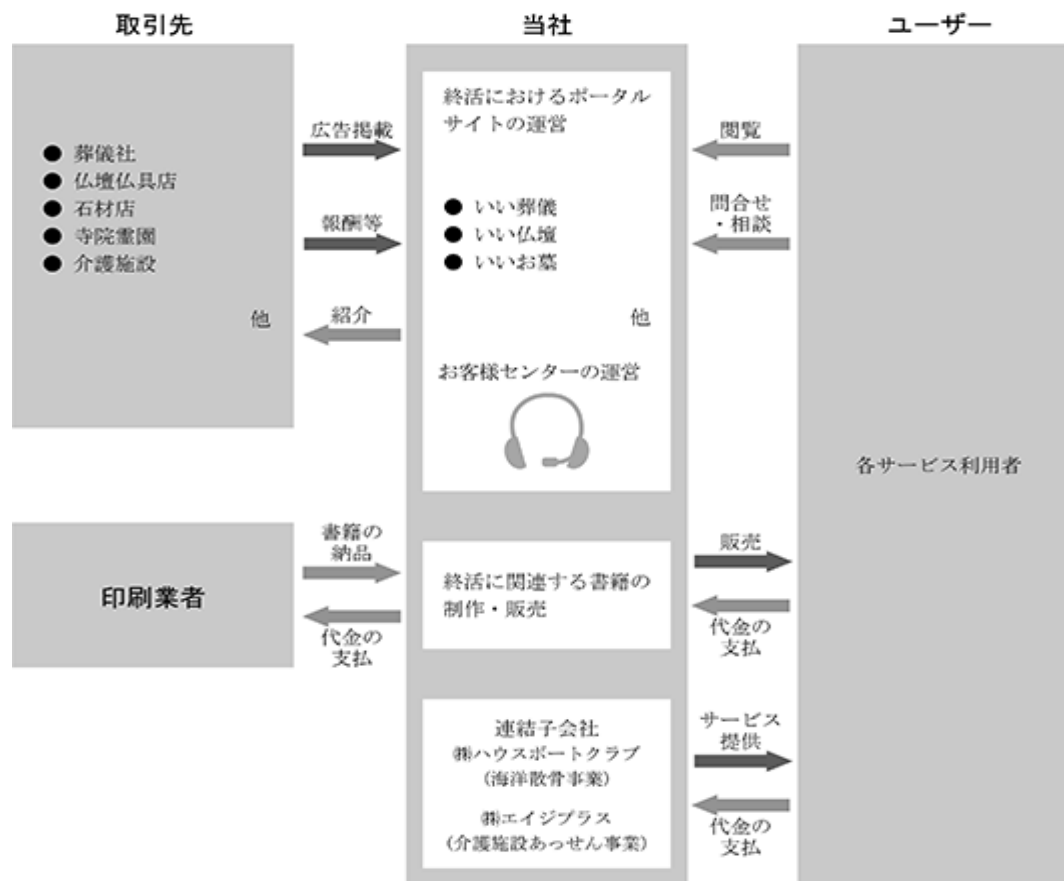 取引先
当社
ユーザー
広告掲載
報酬等
紹介
● 葬儀社
● 仏壇仏具店
● 石材店
● 寺院霊園
● 介護施設
他
終活におけるポータル
サイトの運営
● いい葬儀
● いい仏壇
● いいお墓
他
お客様センターの運営
閲覧
問合せ
・相談
各サービス利用者
印刷業者
書籍の
納品
代金の
支払
終活に関連する書籍の
制作・販売
販売
代金の
支払
連結子会社
㈱ハウスボートクラブ
(海洋散骨事業)
㈱エイジプラス
(介護施設あっせん事業)
サービス
提供
代金の
支払